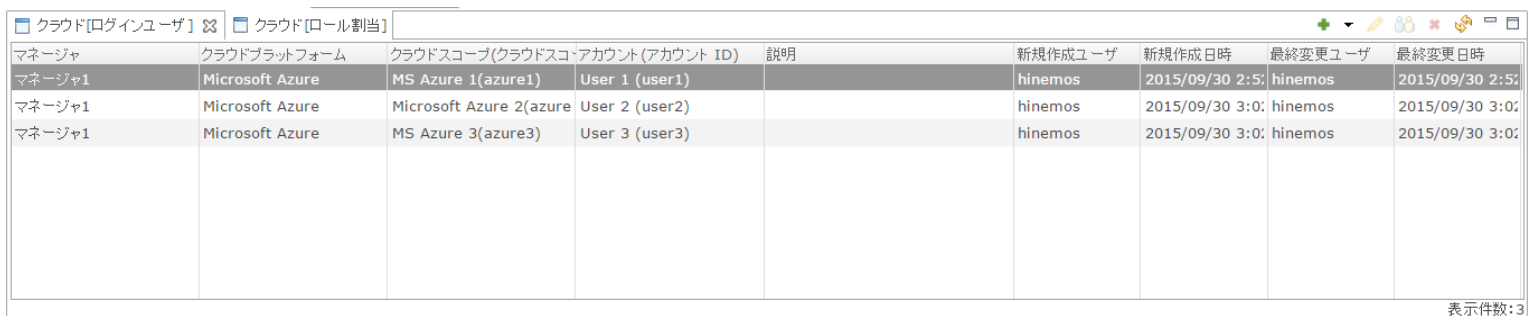 クラウド[ログインユーザ] クラウド[ロール割当]
マネージャ クラウドプラットフォーム クラウドスコープ(クラウドスコー アカウント(アカウント ID) 説明 新規作成ユーザ 新規作成日時 最終変更ユーザ 最終変更日時
マネージャ1 Microsoft Azure MS Azure 1(azure1) User 1 (user1) hinemos 2015/09/30 2:52 hinemos 2015/09/30 2:52
マネージャ1 Microsoft Azure Microsoft Azure 2(azure User 2 (user2) hinemos 2015/09/30 3:02 hinemos 2015/09/30 3:02
マネージャ1 Microsoft Azure MS Azure 3(azure3) User 3 (user3) hinemos 2015/09/30 3:02 hinemos 2015/09/30 3:02
表示件数:3